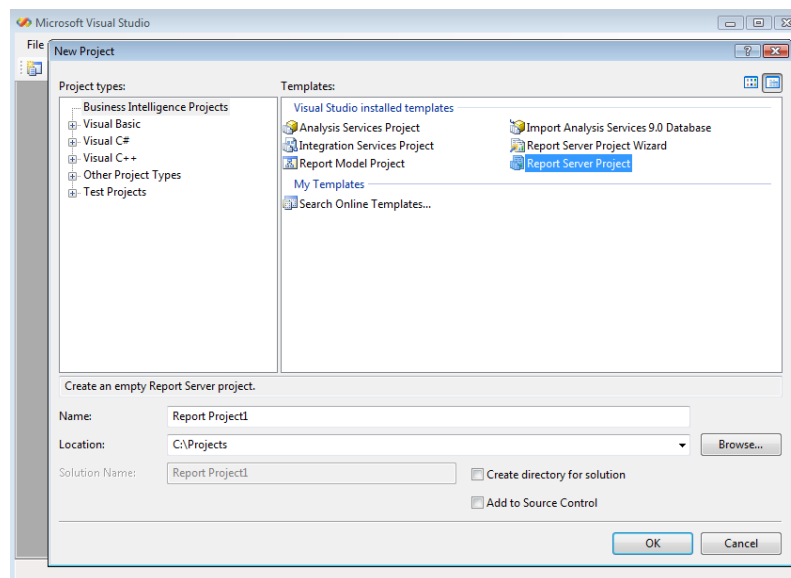 Microsoft Visual Studio
File
New Project
Project types:
Templates:
Business Intelligence Projects
Visual Basic
Visual C#
Visual C++
Other Project Types
Test Projects
Visual Studio installed templates
Analysis Services Project
Import Analysis Services 9.0 Database
Integration Services Project
Report Server Project Wizard
Report Model Project
Report Server Project
My Templates
Search Online Templates...
Create an empty Report Server project.
Name:
Report Project1
Location:
C:\Projects
Browse...
Solution Name:
Report Project1
Create directory for solution
Add to Source Control
OK
Cancel